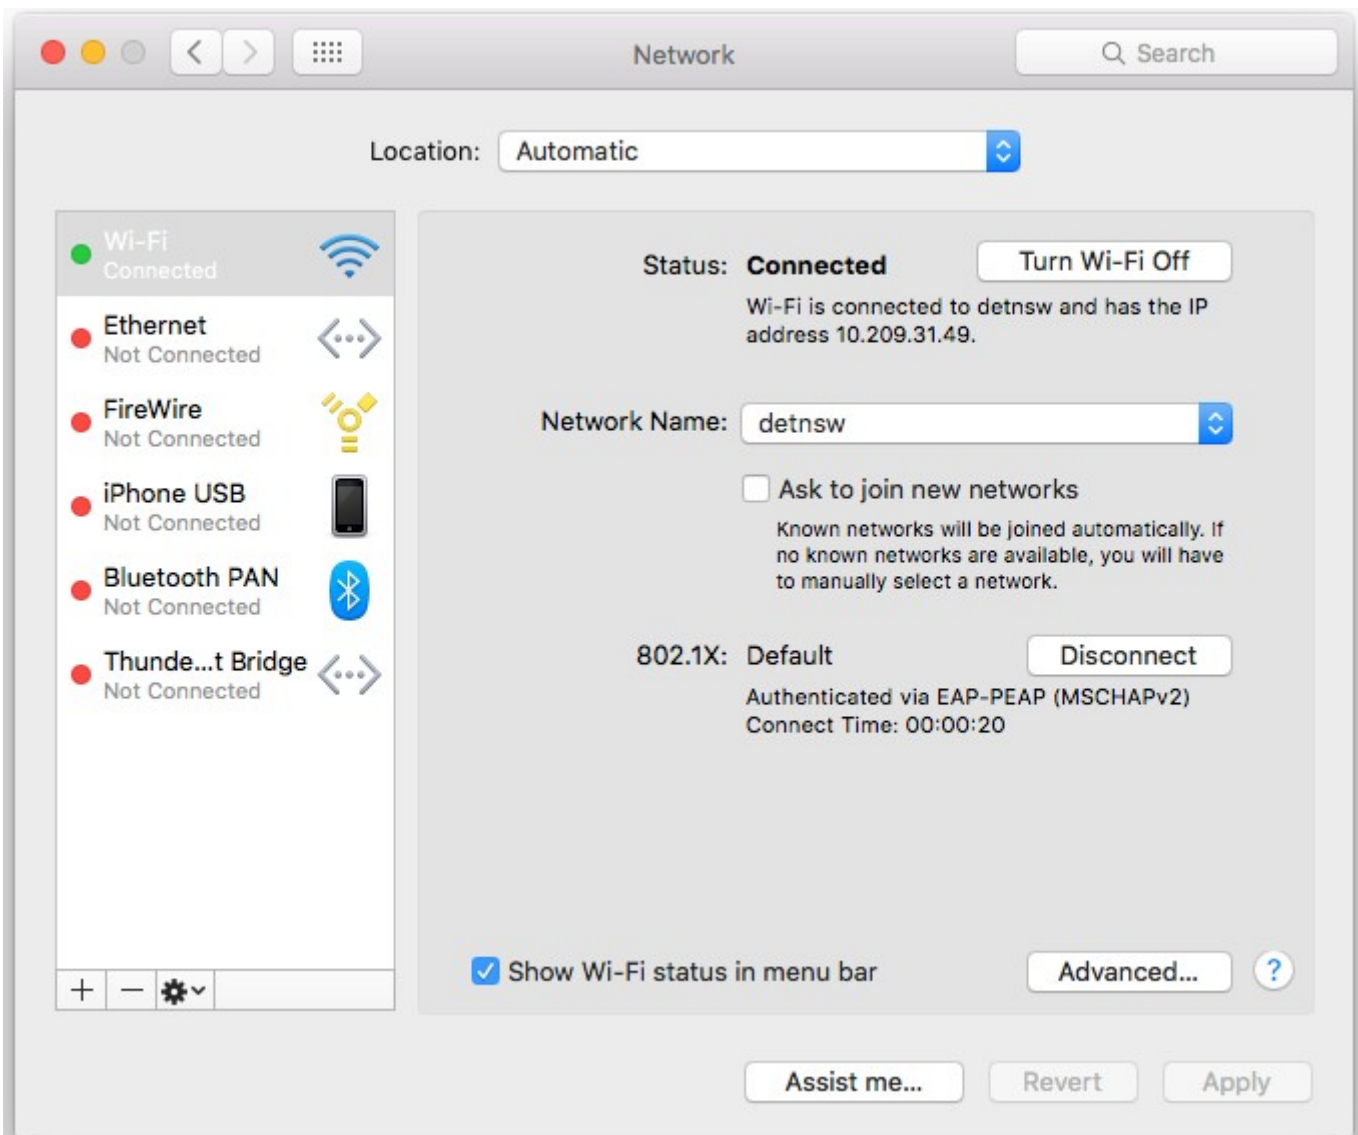 Network
Search
Location: Automatic
Wi-Fi
Connected
Ethernet
Not Connected
FireWire
Not Connected
iPhone USB
Not Connected
Bluetooth PAN
Not Connected
Thunde...t Bridge
Not Connected
Status: Connected
Turn Wi-Fi Off
Wi-Fi is connected to detnsw and has the IP
address 10.209.31.49.
Network Name: detnsw
Ask to join new networks
Known networks will be joined automatically. If
no known networks are available, you will have
to manually select a network.
802.1X: Default
Disconnect
Authenticated via EAP-PEAP (MSCHAPv2)
Connect Time: 00:00:20
Show Wi-Fi status in menu bar
Advanced...
?
Assist me...
Revert
Apply